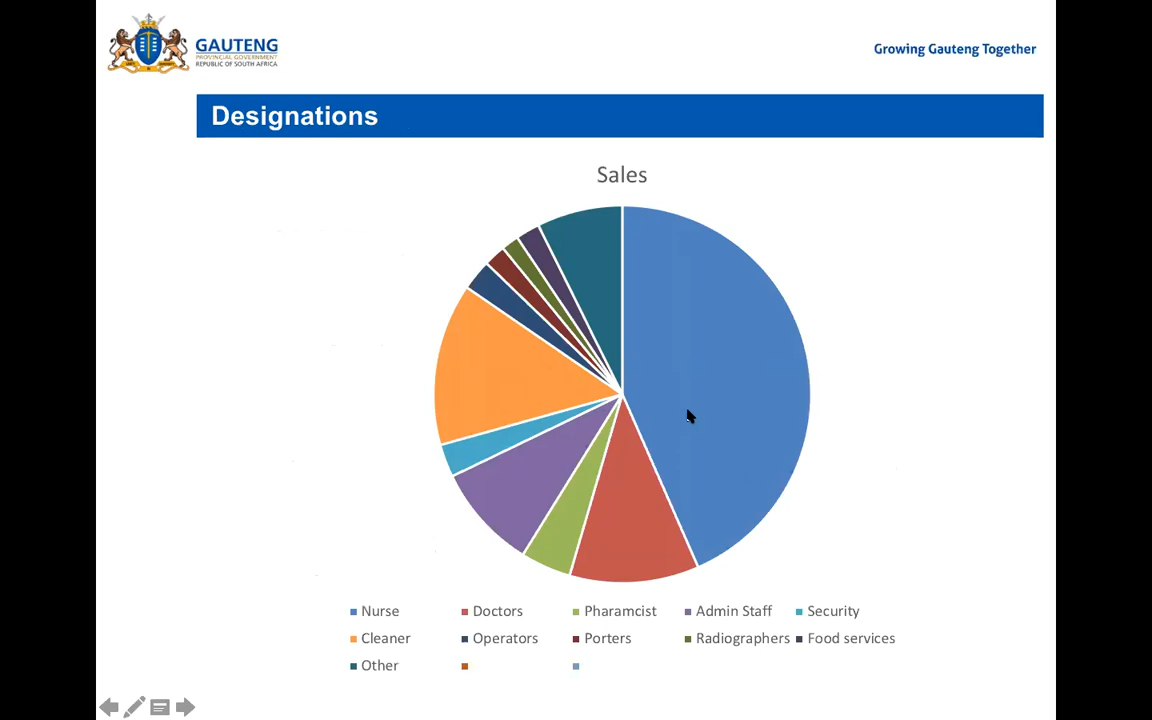 GAUTENG
PROVINCIAL GOVERNMENT
REPUBLIC OF SOUTH AFRICA
Growing Gauteng Together
Designations
Sales
Nurse Doctors Pharamcist Admin Staff Security
Cleaner Operators Porters Radiographers Food services
Other